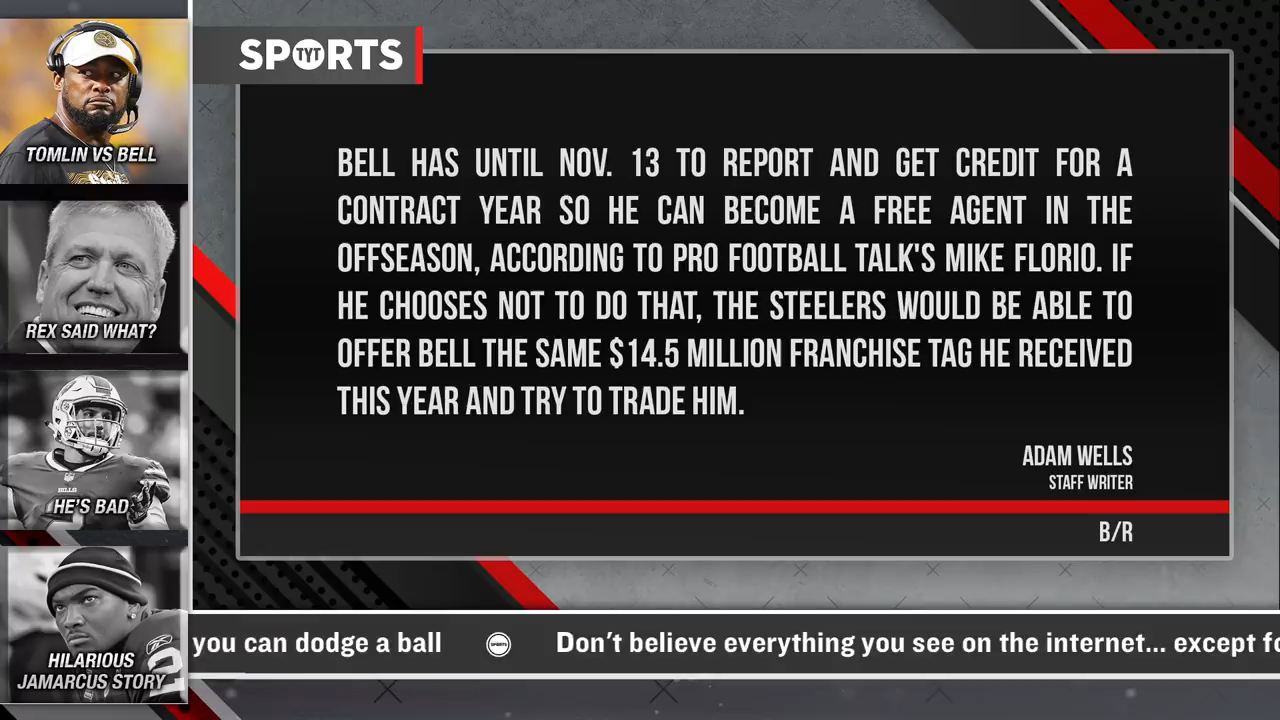 SPORTS
TYT
TOMLIN VS BELL
REX SAID WHAT?
BILLS
HE'S BAD
HILARIOUS
JAMARCUS STORY
2
BELL HAS UNTIL NOV. 13 TO REPORT AND GET CREDIT FOR A
CONTRACT YEAR SO HE CAN BECOME A FREE AGENT IN THE
OFFSEASON, ACCORDING TO PRO FOOTBALL TALK'S MIKE FLORIO. IF
HE CHOOSES NOT TO DO THAT, THE STEELERS WOULD BE ABLE TO
OFFER BELL THE SAME $14.5 MILLION FRANCHISE TAG HE RECEIVED
THIS YEAR AND TRY TO TRADE HIM.
ADAM WELLS
STAFF WRITER
B/R
you can dodge a ball
SPORTS
Don't believe everything you see on the internet... except fo